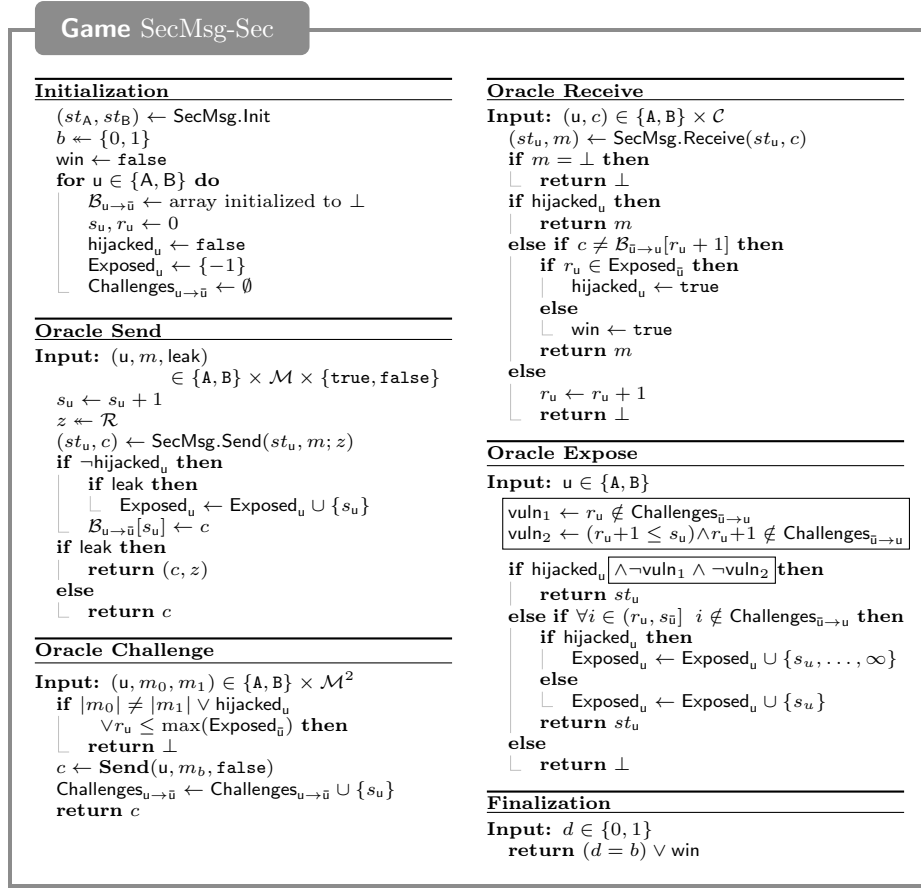 Game SecMsg-Sec
Initialization
(st_A, st_B) ← SecMsg.Init
b ↞ {0, 1}
win ← false
for u ∈ {A, B} do
B_{u→ū} ← array initialized to ⊥
s_u, r_u ← 0
hijacked_u ← false
Exposed_u ← {−1}
Challenges_{u→ū} ← ∅
Oracle Send
Input: (u, m, leak)
∈ {A, B} × M × {true, false}
s_u ← s_u + 1
z ↞ R
(st_u, c) ← SecMsg.Send(st_u, m; z)
if ¬hijacked_u then
if leak then
Exposed_u ← Exposed_u ∪ {s_u}
B_{u→ū}[s_u] ← c
if leak then
return (c, z)
else
return c
Oracle Challenge
Input: (u, m_0, m_1) ∈ {A, B} × M^2
if |m_0| ≠ |m_1| ∨ hijacked_u
∨r_u ≤ max(Exposed_ū) then
return ⊥
c ← Send(u, m_b, false)
Challenges_{u→ū} ← Challenges_{u→ū} ∪ {s_u}
return c
Oracle Receive
Input: (u, c) ∈ {A, B} × C
(st_u, m) ← SecMsg.Receive(st_u, c)
if m = ⊥ then
return ⊥
if hijacked_u then
return m
else if c ≠ B_{ū→u}[r_u + 1] then
if r_u ∈ Exposed_ū then
hijacked_u ← true
else
win ← true
return m
else
r_u ← r_u + 1
return ⊥
Oracle Expose
Input: u ∈ {A, B}
vuln_1 ← r_u ∉ Challenges_{ū→u}
vuln_2 ← (r_u+1 ≤ s_u)∧r_u+1 ∉ Challenges_{ū→u}
if hijacked_u ∧¬vuln_1 ∧ ¬vuln_2 then
return st_u
else if ∀i ∈ (r_u, s_ū] i ∉ Challenges_{ū→u} then
if hijacked_u then
Exposed_u ← Exposed_u ∪ {s_u, . . . , ∞}
else
Exposed_u ← Exposed_u ∪ {s_u}
return st_u
else
return ⊥
Finalization
Input: d ∈ {0, 1}
return (d = b) ∨ win